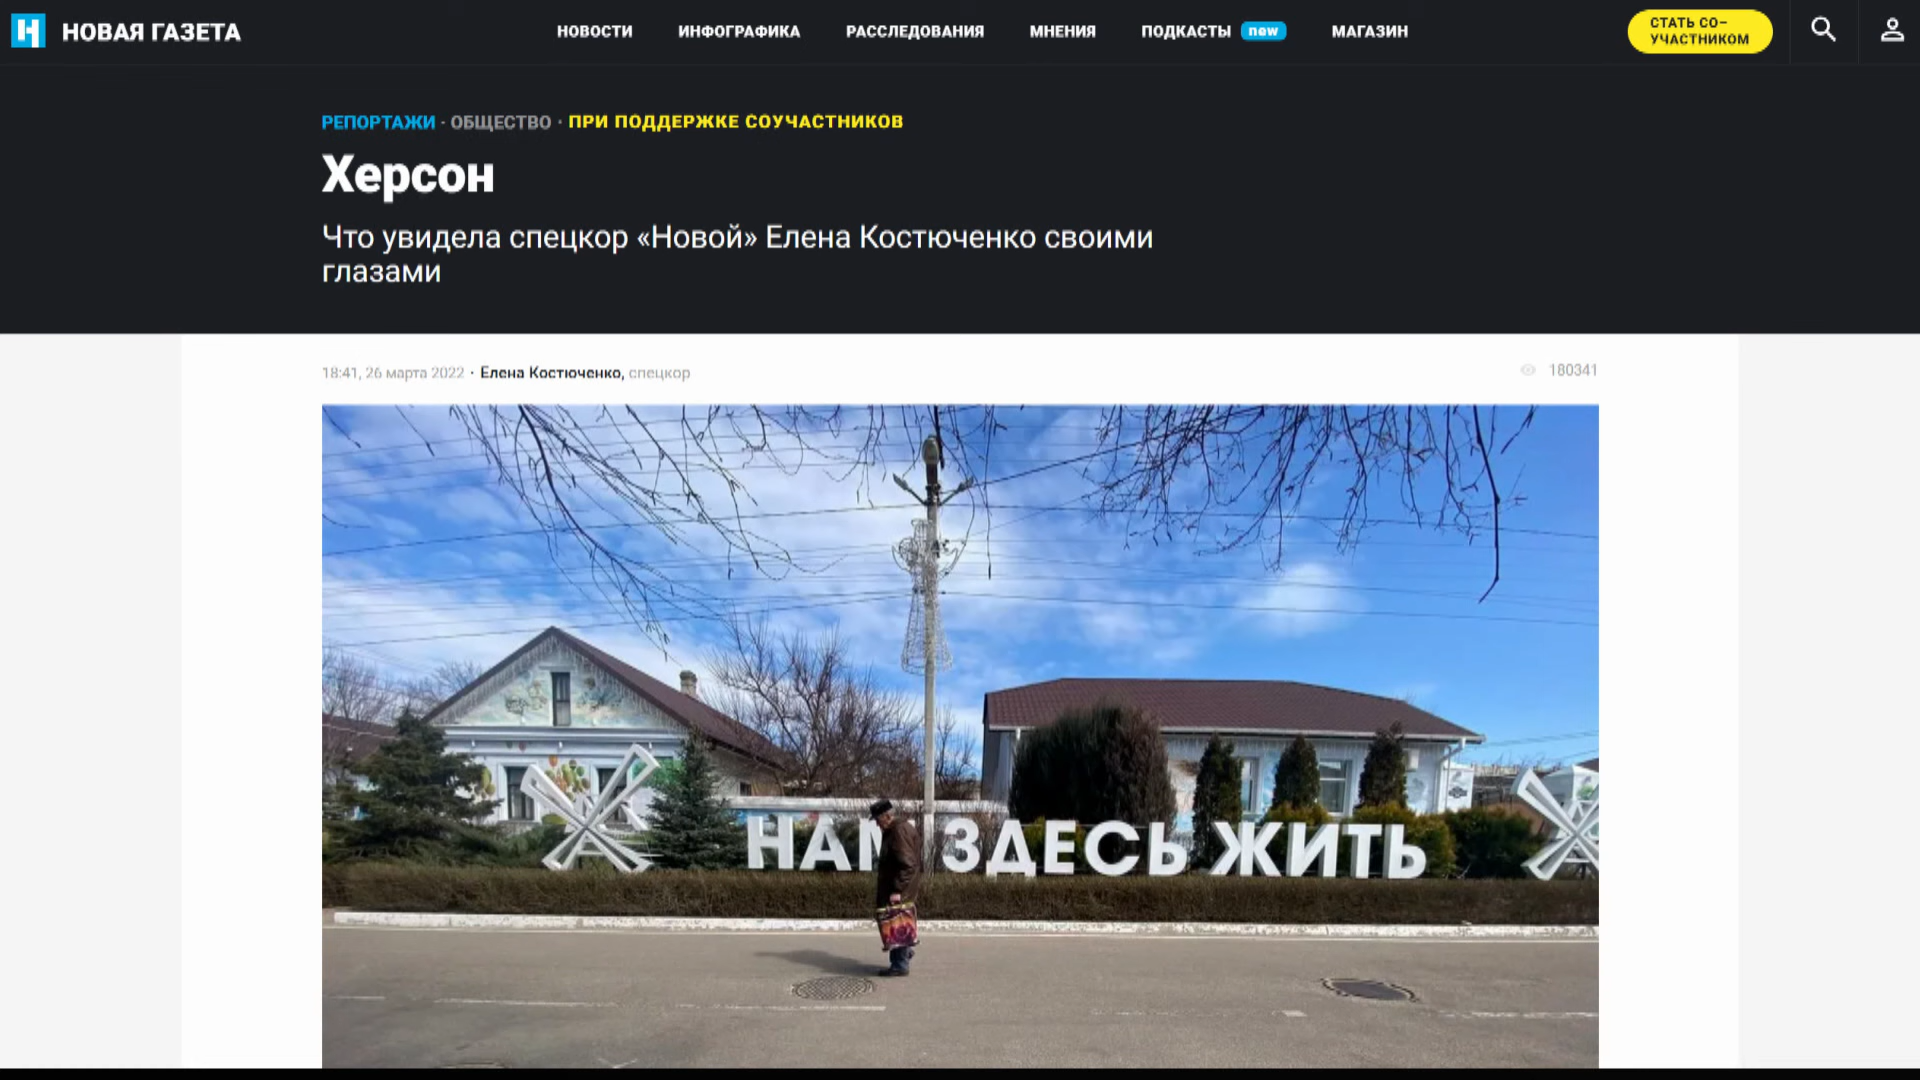 НОВАЯ ГАЗЕТА
НОВОСТИ
ИНФОГРАФИКА
РАССЛЕДОВАНИЯ
МНЕНИЯ
ПОДКАСТЫ new
МАГАЗИН
СТАТЬ СО-
УЧАСТНИКОМ
РЕПОРТАЖИ · ОБЩЕСТВО · ПРИ ПОДДЕРЖКЕ СОУЧАСТНИКОВ
Херсон
Что увидела спецкор «Новой» Елена Костюченко своими
глазами
18:41, 26 марта 2022 · Елена Костюченко, спецкор
180341
НАМ ЗДЕСЬ ЖИТЬ